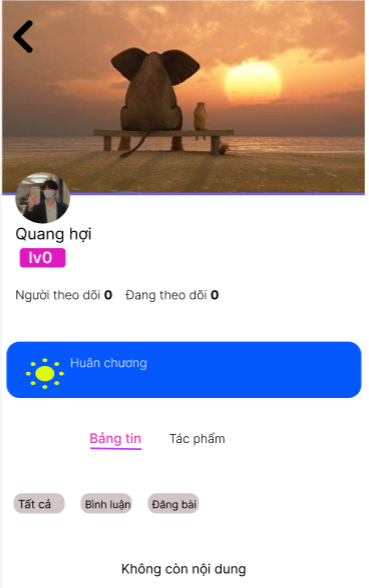 Quang hợi
lv0
Người theo dõi 0 Đang theo dõi 0
Huân chương
Bảng tin Tác phẩm
Tất cả Bình luận Đăng bài
Không còn nội dung